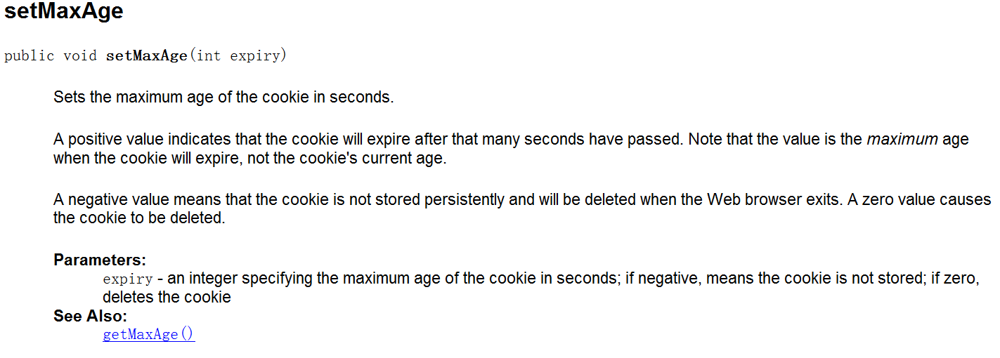 setMaxAge
public void setMaxAge(int expiry)
Sets the maximum age of the cookie in seconds.
A positive value indicates that the cookie will expire after that many seconds have passed. Note that the value is the maximum age
when the cookie will expire, not the cookie's current age.
A negative value means that the cookie is not stored persistently and will be deleted when the Web browser exits. A zero value causes
the cookie to be deleted.
Parameters:
expiry - an integer specifying the maximum age of the cookie in seconds; if negative, means the cookie is not stored; if zero,
deletes the cookie
See Also:
getMaxAge()